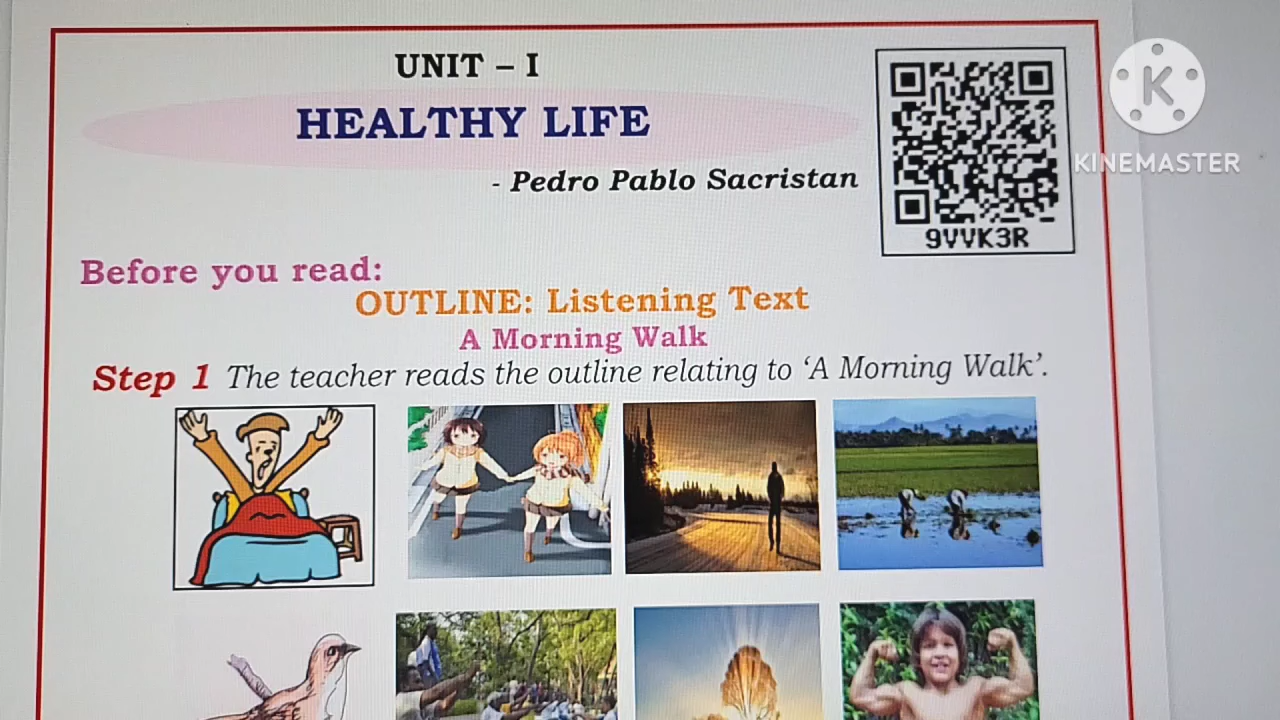 UNIT – I
HEALTHY LIFE
- Pedro Pablo Sacristan
9VVK3R
K
KINEMASTER
Before you read:
OUTLINE: Listening Text
A Morning Walk
Step 1 The teacher reads the outline relating to ‘A Morning Walk’.